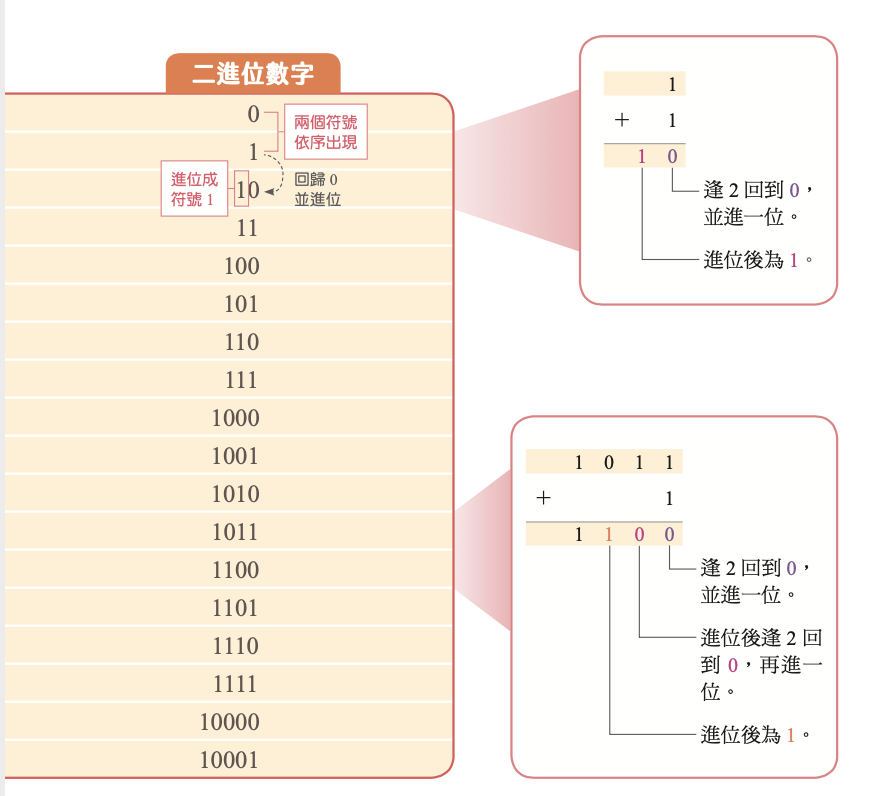 二進位數字
0
1
兩個符號
依序出現
進位成
符號 1
10
回歸 0
並進位
11
100
101
110
111
1000
1001
1010
1011
1100
1101
1110
1111
10000
10001
1
+ 1
1 0
逢 2 回到 0，
並進一位。
進位後為 1。
1 0 1 1
+ 1
1 1 0 0
逢 2 回到 0，
並進一位。
進位後逢 2 回
到 0，再進一
位。
進位後為 1。